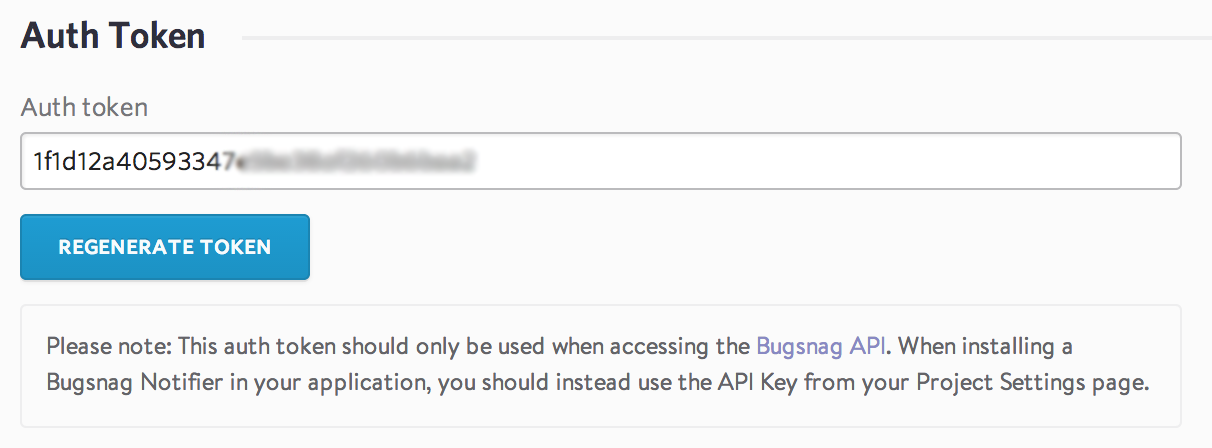 Auth Token
Auth token
1f1d12a40593347
REGENERATE TOKEN
Please note: This auth token should only be used when accessing the Bugsnag API. When installing a
Bugsnag Notifier in your application, you should instead use the API Key from your Project Settings page.